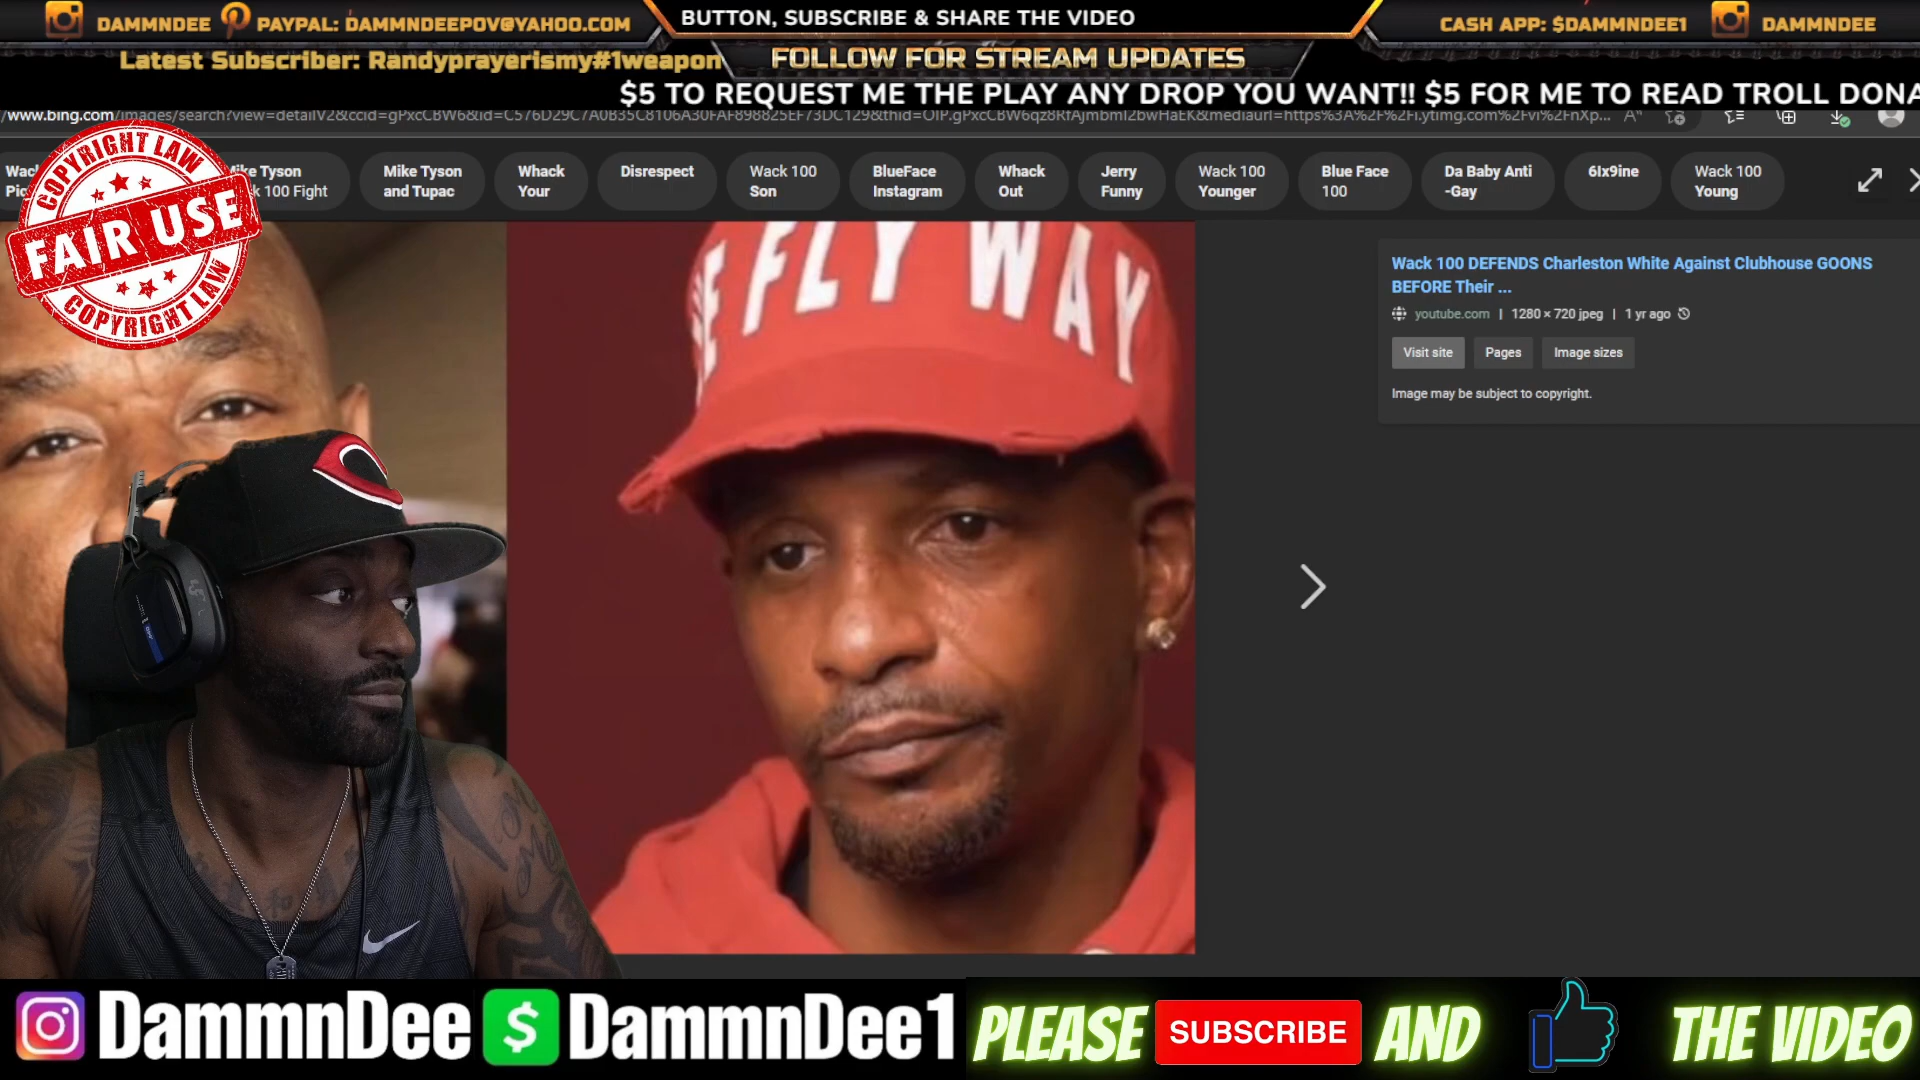 DAMMNDEE PAYPAL: DAMMNDEEPOV@YAHOO.COM
BUTTON, SUBSCRIBE & SHARE THE VIDEO
CASH APP: $DAMMNDEE1 DAMMNDEE
Latest Subscriber: Randyprayerismy#1weapon
FOLLOW FOR STREAM UPDATES
$5 TO REQUEST ME THE PLAY ANY DROP YOU WANT!! $5 FOR ME TO READ TROLL DONA
COPYRIGHT LAW
FAIR USE
COPYRIGHT LAW
Mike Tyson
and Tupac
Whack
Your
Disrespect
Wack 100
Son
BlueFace
Instagram
Whack
Out
Jerry
Funny
Wack 100
Younger
Blue Face
100
Da Baby Anti
-Gay
6Ix9ine
Wack 100
Young
FLY WAY
Wack 100 DEFENDS Charleston White Against Clubhouse GOONS
BEFORE Their ...
youtube.com | 1280 × 720 jpeg | 1 yr ago
Visit site
Pages
Image sizes
Image may be subject to copyright.
DammnDee $ DammnDee1 PLEASE SUBSCRIBE AND THE VIDEO